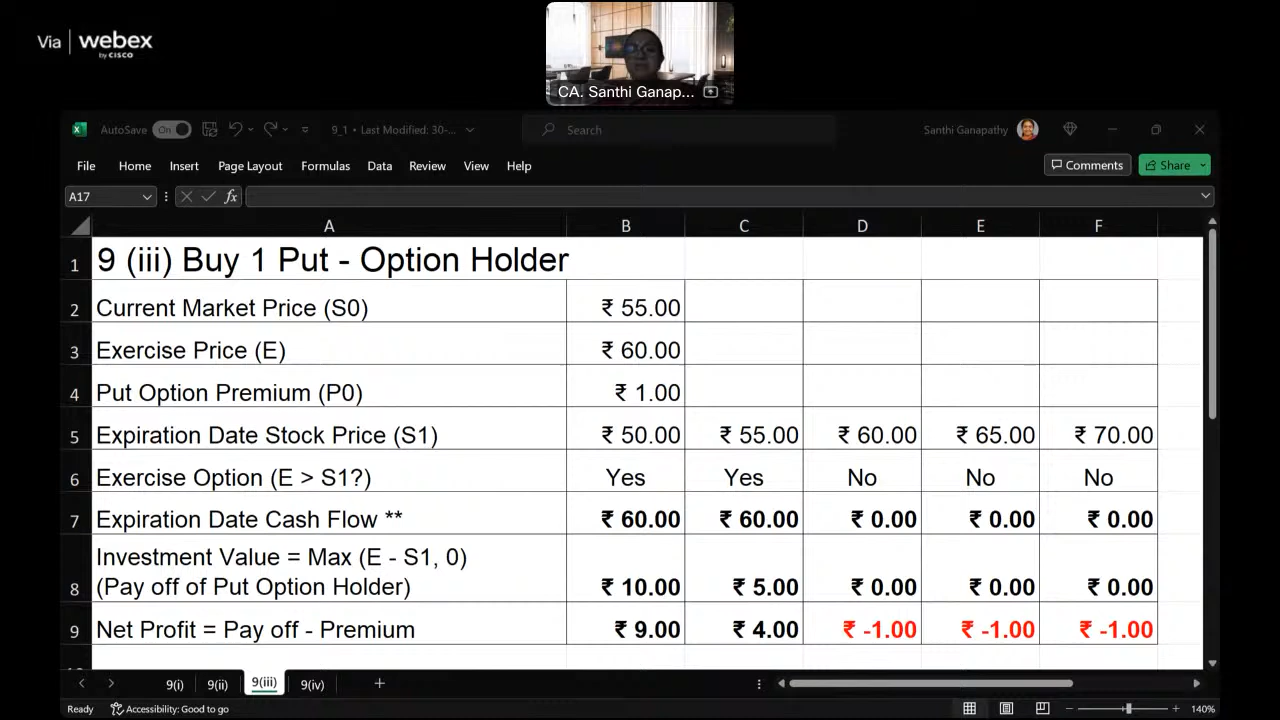 Via webex
by CISCO
CA. Santhi Ganap...
AutoSave On 9_1 • Last Modified: 30-... Search Santhi Ganapathy
File Home Insert Page Layout Formulas Data Review View Help Comments Share
A17 fx
A B C D E F
1 9 (iii) Buy 1 Put - Option Holder
2 Current Market Price (S0) ₹ 55.00
3 Exercise Price (E) ₹ 60.00
4 Put Option Premium (P0) ₹ 1.00
5 Expiration Date Stock Price (S1) ₹ 50.00 ₹ 55.00 ₹ 60.00 ₹ 65.00 ₹ 70.00
6 Exercise Option (E > S1?) Yes Yes No No No
7 Expiration Date Cash Flow ** ₹ 60.00 ₹ 60.00 ₹ 0.00 ₹ 0.00 ₹ 0.00
Investment Value = Max (E - S1, 0)
8 (Pay off of Put Option Holder) ₹ 10.00 ₹ 5.00 ₹ 0.00 ₹ 0.00 ₹ 0.00
9 Net Profit = Pay off - Premium ₹ 9.00 ₹ 4.00 ₹ -1.00 ₹ -1.00 ₹ -1.00
9(i) 9(ii) 9(iii) 9(iv)
Ready Accessibility: Good to go 140%